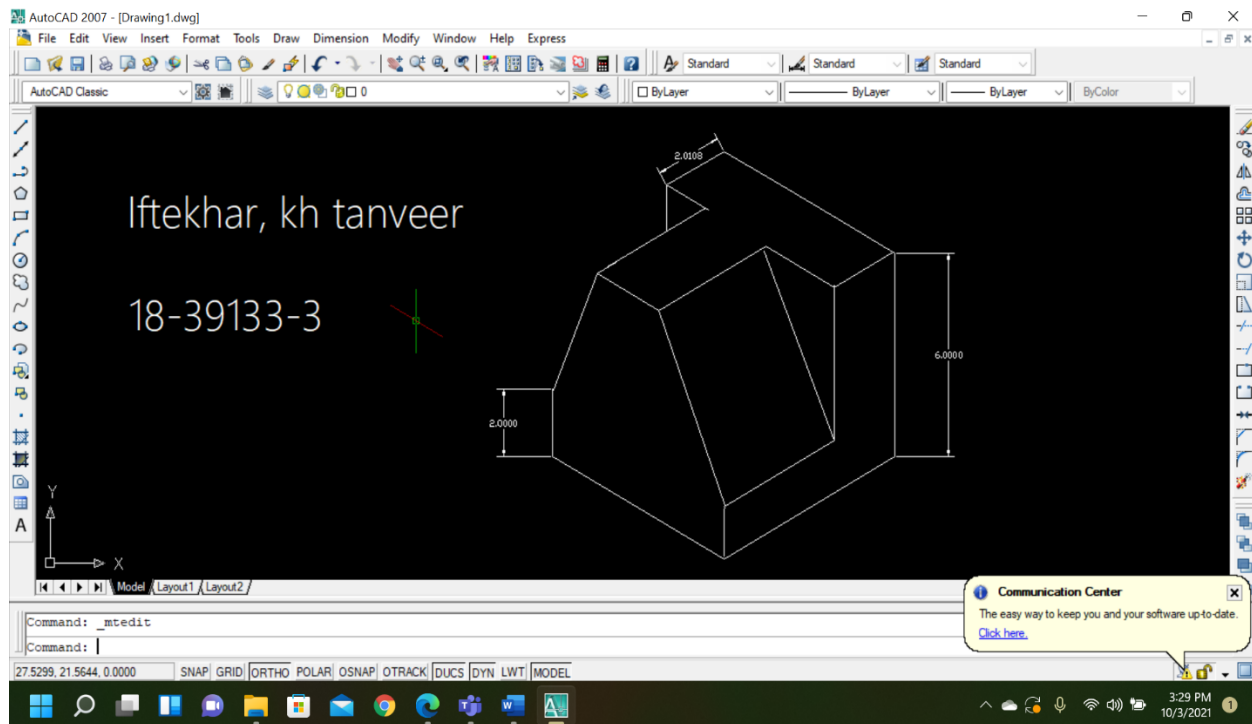 AutoCAD 2007 - [Drawing1.dwg]
File Edit View Insert Format Tools Draw Dimension Modify Window Help Express
Standard Standard Standard
AutoCAD Classic 0 ByLayer ByLayer ByLayer ByColor
2.0108
Iftekhar, kh tanveer
18-39133-3
6.0000
2.0000
Y
X
A
Model Layout1 Layout2
Communication Center
The easy way to keep you and your software up-to-date.
Click here.
Command: _mtedit
Command:
27.5299, 21.5644, 0.0000 SNAP GRID ORTHO POLAR OSNAP OTRACK DUCS DYN LWT MODEL
3:29 PM
10/3/2021
1